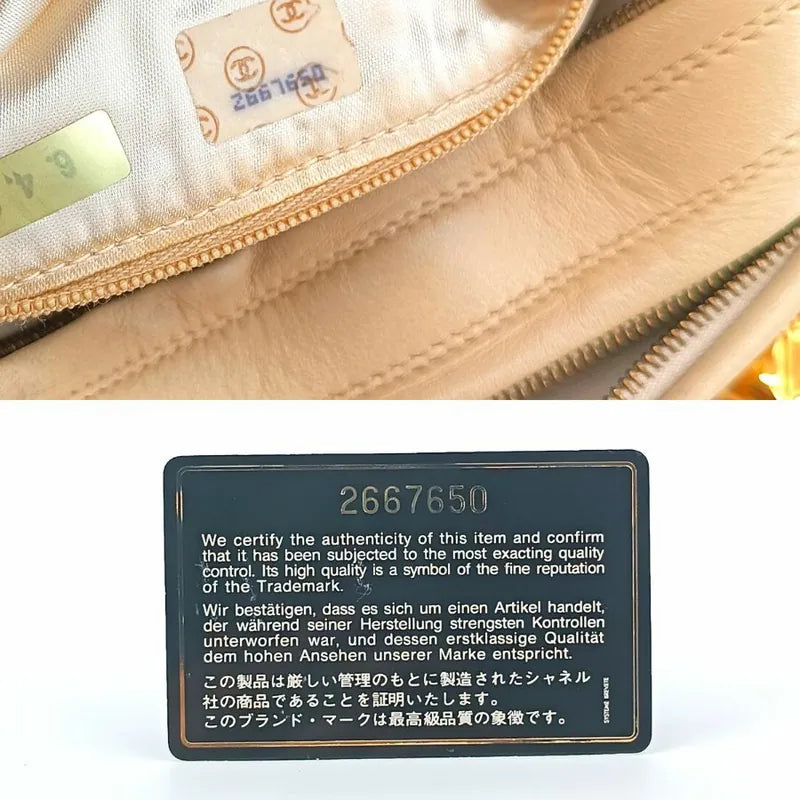 2667650
2667650
We certify the authenticity of this item and confirm
that it has been subjected to the most exacting quality
control. Its high quality is a symbol of the fine reputation
of the Trademark.
Wir bestätigen, dass es sich um einen Artikel handelt,
der während seiner Herstellung strengsten Kontrollen
unterworfen war, und dessen erstklassige Qualität
dem hohen Ansehen unserer Marke entspricht.
この製品は厳しい管理のもとに製造されたシャネル
社の商品であることを証明いたします。
このブランド・マークは最高級品質の象徴です。
SYSTEME BREVETE